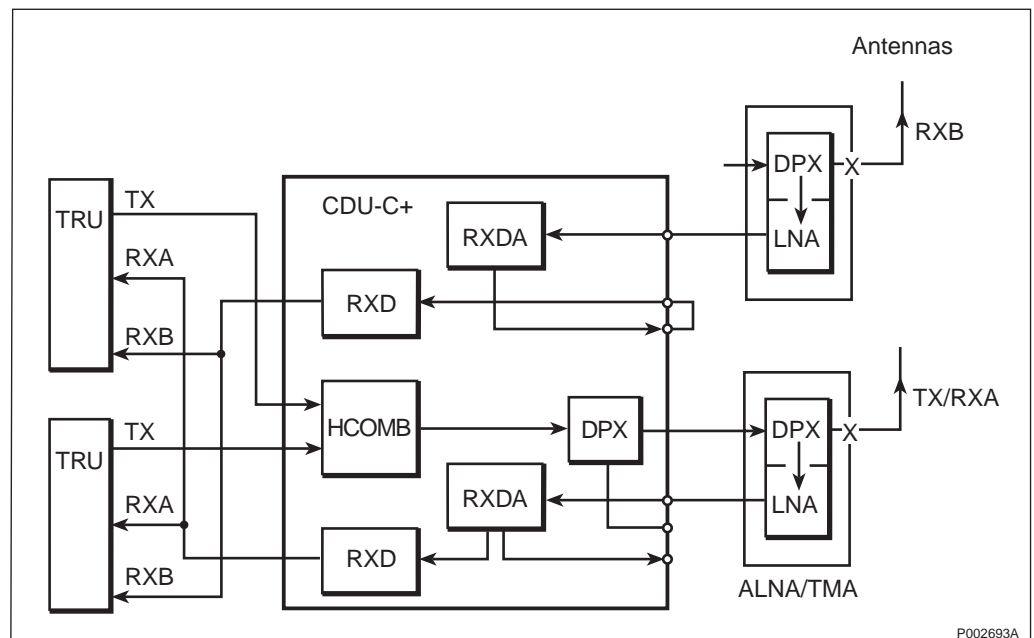 Antennas
RXB
DPX
X
LNA
TX
CDU-C+
TRU
RXDA
RXA
RXD
RXB
TX/RXA
HCOMB
DPX
DPX
X
TX
TRU
RXDA
LNA
RXA
RXD
RXB
ALNA/TMA
P002693A